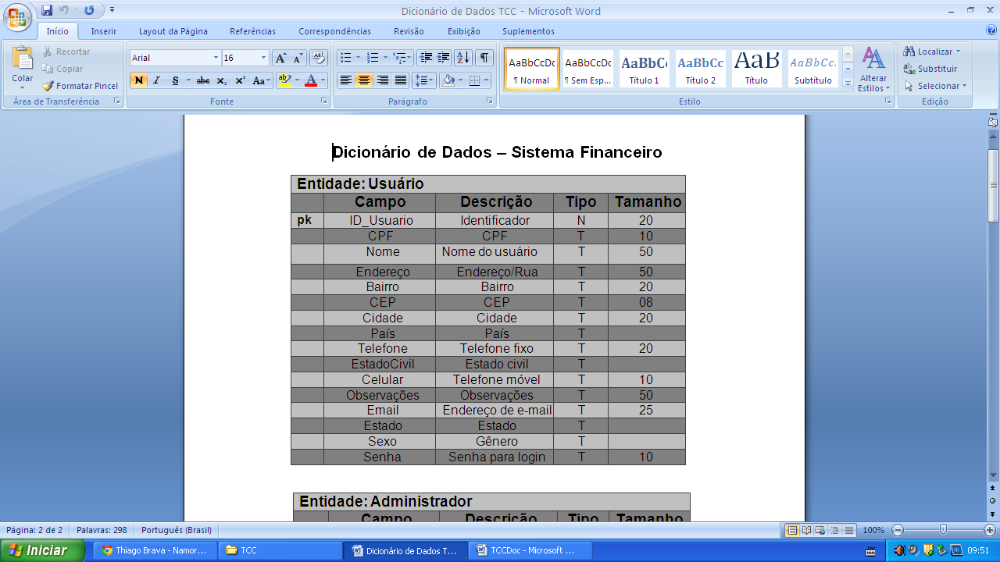 Dicionário de Dados TCC - Microsoft Word
Início Inserir Layout da Página Referências Correspondências Revisão Exibição Suplementos
Colar
Recortar
Copiar
Formatar Pincel
Área de Transferência
Arial 16
N I S abc x₂ x² Aa
Fonte
Parágrafo
AaBbCcDc AaBbCcDc AaBbC AaBbCc AaB AaBbCc.
¶ Normal ¶ Sem Esp... Título 1 Título 2 Título Subtítulo
Alterar Estilos
Estilo
Localizar
Substituir
Selecionar
Edição
Dicionário de Dados – Sistema Financeiro
Entidade: Usuário
Campo Descrição Tipo Tamanho
pk ID_Usuario Identificador N 20
CPF CPF T 10
Nome Nome do usuário T 50
Endereço Endereço/Rua T 50
Bairro Bairro T 20
CEP CEP T 08
Cidade Cidade T 20
País País T
Telefone Telefone fixo T 20
EstadoCivil Estado civil T
Celular Telefone móvel T 10
Observações Observações T 50
Email Endereço de e-mail T 25
Estado Estado T
Sexo Gênero T
Senha Senha para login T 10
Entidade: Administrador
Campo Descrição Tipo Tamanho
Página: 2 de 2 Palavras: 298 Português (Brasil) 100%
Iniciar Thiago Brava - Namor... TCC Dicionário de Dados T... TCCDoc - Microsoft ... 09:51